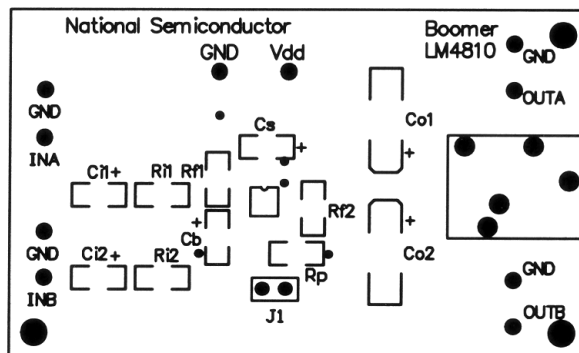 National Semiconductor
Boomer
LM4810
GND
Vdd
GND
OUTA
GND
INA
Cs
+
Co1
+
Ci1+
Ri1
Rf1
Rf2
+
Cb
+
Co2
GND
Ci2+
Ri2
Rp
GND
INB
J1
OUTB